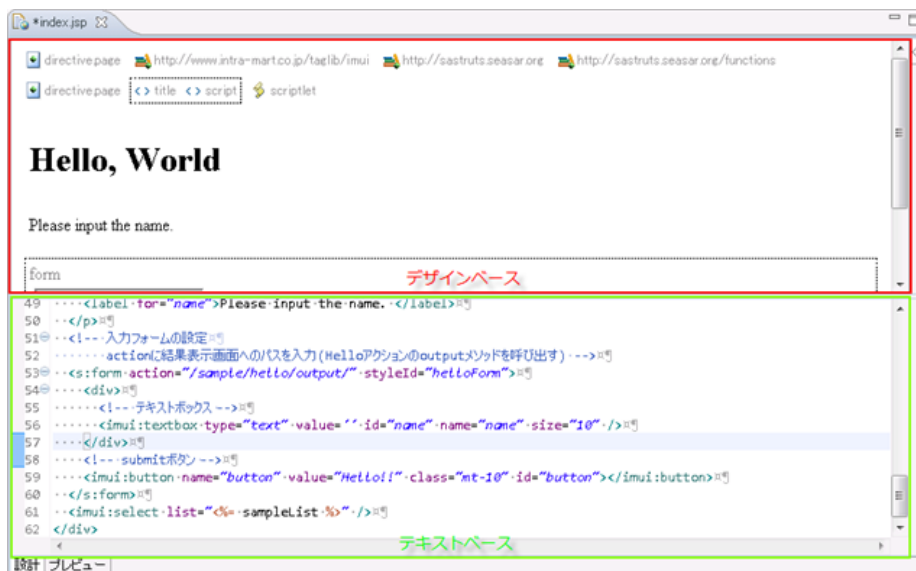 *index.jsp
directive.page http://www.intra-mart.co.jp/taglib/imui http://sastruts.seasar.org http://sastruts.seasar.org/functions
directive.page <> title <> script scriptlet
Hello, World
Please input the name.
form
デザインベース
49 ····<label·for="name">Please·input·the·name.·</label>¤¶
50 ··</p>¤¶
51 ··<!--·入力フォームの設定¤¶
52 ·······actionに結果表示画面へのパスを入力(Helloアクションのoutputメソッドを呼び出す)·-->¤¶
53 ··<s:form·action="/sample/hello/output/"·styleId="helloForm">¤¶
54 ····<div>¤¶
55 ······<!--·テキストボックス·-->¤¶
56 ······<imui:textbox·type="text"·value=''·id="name"·name="name"·size="10"·/>¤¶
57 ····</div>¤¶
58 ····<!--·submitボタン·-->¤¶
59 ····<imui:button·name="button"·value="Hello!!"·class="mt-10"·id="button"></imui:button>¤¶
60 ··</s:form>¤¶
61 ··<imui:select·list="<%=·sampleList·%>"·/>¤¶
62 </div>
テキストベース
設計 プレビュー